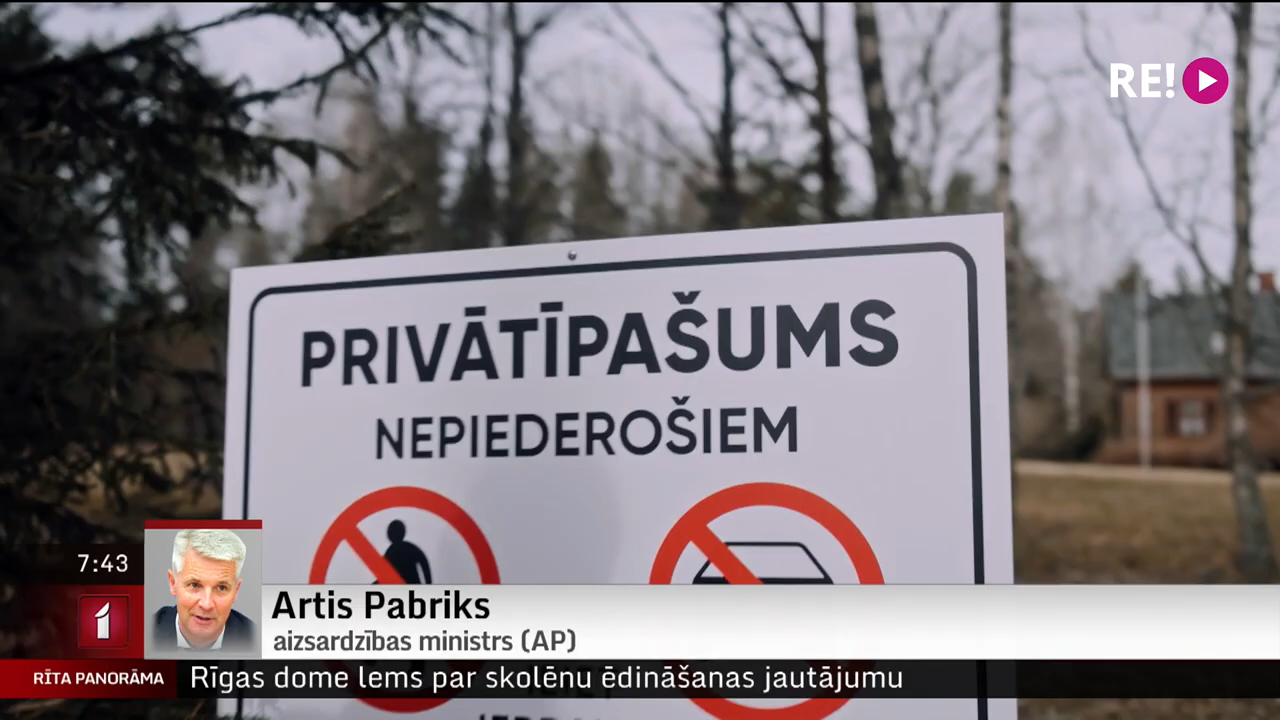 RE!
PRIVĀTĪPAŠUMS
NEPIEDEROŠIEM
7:43
1
Artis Pabriks
aizsardzības ministrs (AP)
RĪTA PANORĀMA
Rīgas dome lems par skolēnu ēdināšanas jautājumu